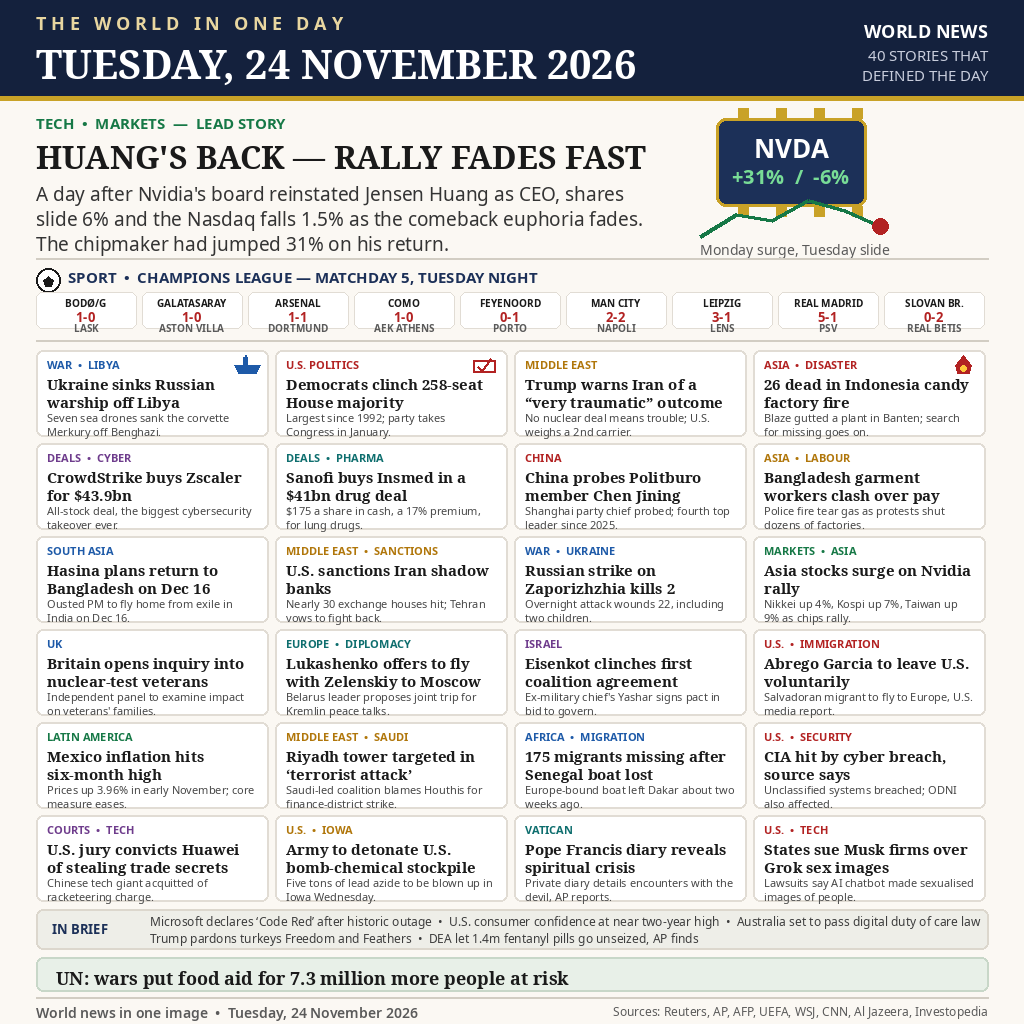 THE WORLD IN ONE DAY
TUESDAY, 24 NOVEMBER 2026
WORLD NEWS
40 STORIES THAT
DEFINED THE DAY
TECH • MARKETS — LEAD STORY
HUANG'S BACK — RALLY FADES FAST
A day after Nvidia's board reinstated Jensen Huang as CEO, shares
slide 6% and the Nasdaq falls 1.5% as the comeback euphoria fades.
The chipmaker had jumped 31% on his return.
NVDA
+31% / -6%
Monday surge, Tuesday slide
SPORT • CHAMPIONS LEAGUE — MATCHDAY 5, TUESDAY NIGHT
BODØ/G
1-0
LASK
GALATASARAY
1-0
ASTON VILLA
ARSENAL
1-1
DORTMUND
COMO
1-0
AEK ATHENS
FEYENOORD
0-1
PORTO
MAN CITY
2-2
NAPOLI
LEIPZIG
3-1
LENS
REAL MADRID
5-1
PSV
SLOVAN BR.
0-2
REAL BETIS
WAR • LIBYA
Ukraine sinks Russian
warship off Libya
Seven sea drones sank the corvette
Merkury off Benghazi.
U.S. POLITICS
Democrats clinch 258-seat
House majority
Largest since 1992; party takes
Congress in January.
MIDDLE EAST
Trump warns Iran of a
“very traumatic” outcome
No nuclear deal means trouble; U.S.
weighs a 2nd carrier.
ASIA • DISASTER
26 dead in Indonesia candy
factory fire
Blaze gutted a plant in Banten; search
for missing goes on.
DEALS • CYBER
CrowdStrike buys Zscaler
for $43.9bn
All-stock deal, the biggest cybersecurity
takeover ever.
DEALS • PHARMA
Sanofi buys Insmed in a
$41bn drug deal
$175 a share in cash, a 17% premium,
for lung drugs.
CHINA
China probes Politburo
member Chen Jining
Shanghai party chief probed; fourth top
leader since 2025.
ASIA • LABOUR
Bangladesh garment
workers clash over pay
Police fire tear gas as protests shut
dozens of factories.
SOUTH ASIA
Hasina plans return to
Bangladesh on Dec 16
Ousted PM to fly home from exile in
India on Dec 16.
MIDDLE EAST • SANCTIONS
U.S. sanctions Iran shadow
banks
Nearly 30 exchange houses hit; Tehran
vows to fight back.
WAR • UKRAINE
Russian strike on
Zaporizhzhia kills 2
Overnight attack wounds 22, including
two children.
MARKETS • ASIA
Asia stocks surge on Nvidia
rally
Nikkei up 4%, Kospi up 7%, Taiwan up
9% as chips rally.
UK
Britain opens inquiry into
nuclear-test veterans
Independent panel to examine impact
on veterans' families.
EUROPE • DIPLOMACY
Lukashenko offers to fly
with Zelenskiy to Moscow
Belarus leader proposes joint trip for
Kremlin peace talks.
ISRAEL
Eisenkot clinches first
coalition agreement
Ex-military chief's Yashar signs pact in
bid to govern.
U.S. • IMMIGRATION
Abrego Garcia to leave U.S.
voluntarily
Salvadoran migrant to fly to Europe, U.S.
media report.
LATIN AMERICA
Mexico inflation hits
six-month high
Prices up 3.96% in early November; core
measure eases.
MIDDLE EAST • SAUDI
Riyadh tower targeted in
‘terrorist attack’
Saudi-led coalition blames Houthis for
finance-district strike.
AFRICA • MIGRATION
175 migrants missing after
Senegal boat lost
Europe-bound boat left Dakar about two
weeks ago.
U.S. • SECURITY
CIA hit by cyber breach,
source says
Unclassified systems breached; ODNI
also affected.
COURTS • TECH
U.S. jury convicts Huawei
of stealing trade secrets
Chinese tech giant acquitted of
racketeering charge.
U.S. • IOWA
Army to detonate U.S.
bomb-chemical stockpile
Five tons of lead azide to be blown up in
Iowa Wednesday.
VATICAN
Pope Francis diary reveals
spiritual crisis
Private diary details encounters with the
devil, AP reports.
U.S. • TECH
States sue Musk firms over
Grok sex images
Lawsuits say AI chatbot made sexualised
images of people.
IN BRIEF
Microsoft declares ‘Code Red’ after historic outage • U.S. consumer confidence at near two-year high • Australia set to pass digital duty of care law
Trump pardons turkeys Freedom and Feathers • DEA let 1.4m fentanyl pills go unseized, AP finds
UN: wars put food aid for 7.3 million more people at risk
World news in one image • Tuesday, 24 November 2026
Sources: Reuters, AP, AFP, UEFA, WSJ, CNN, Al Jazeera, Investopedia